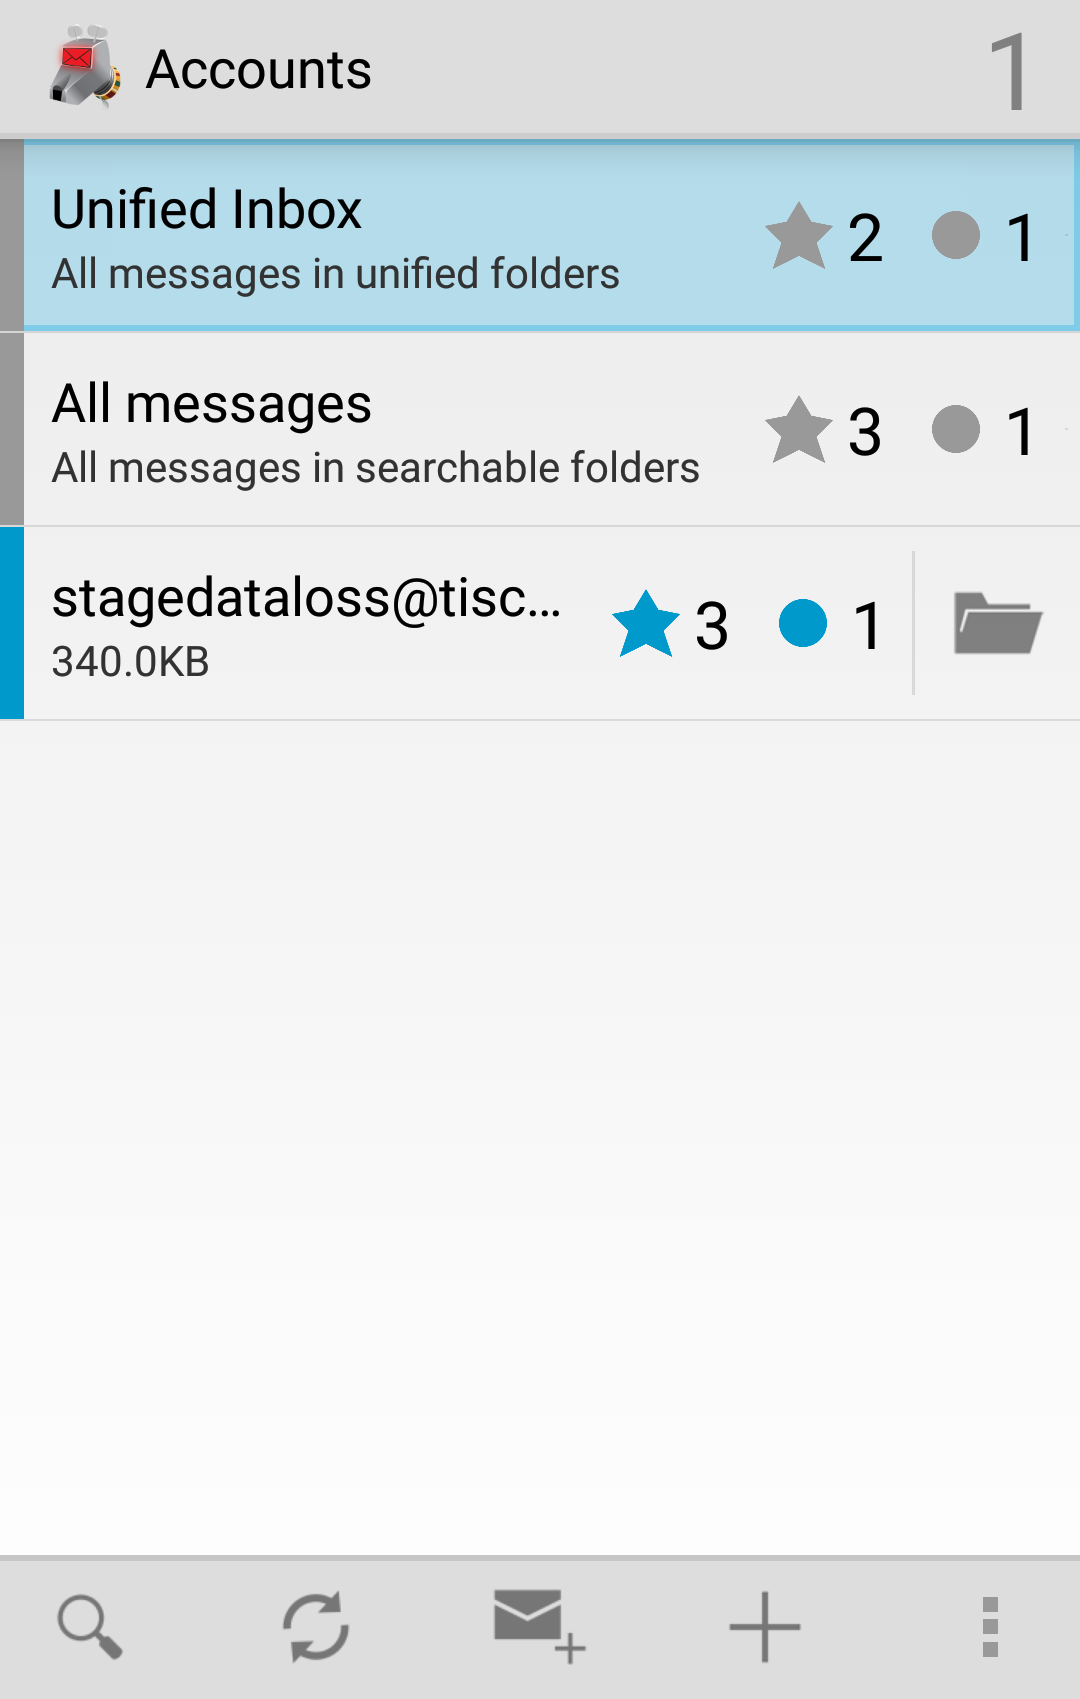 Accounts 1
Unified Inbox
All messages in unified folders
2 1
All messages
All messages in searchable folders
3 1
stagedataloss@tisc...
340.0KB
3 1